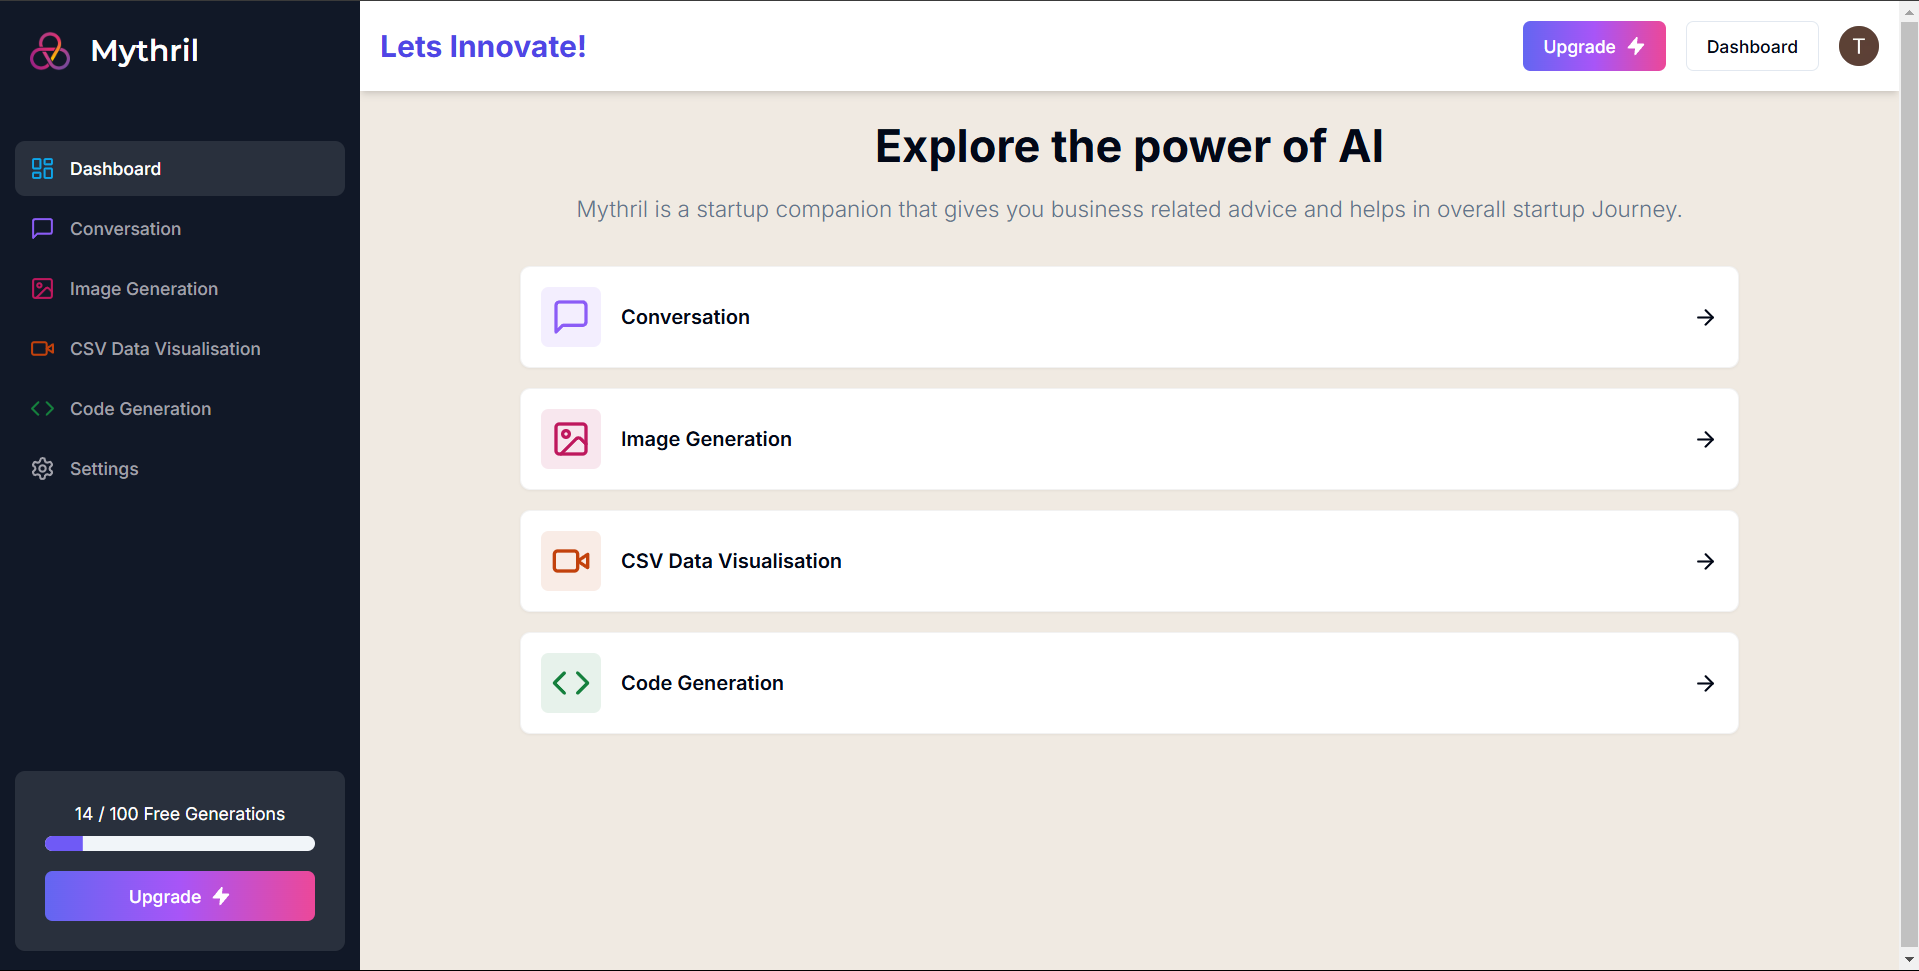 Mythril
Dashboard
Conversation
Image Generation
CSV Data Visualisation
Code Generation
Settings
14 / 100 Free Generations
Upgrade
Lets Innovate!
Upgrade
Dashboard
T
Explore the power of AI
Mythril is a startup companion that gives you business related advice and helps in overall startup Journey.
Conversation
Image Generation
CSV Data Visualisation
Code Generation